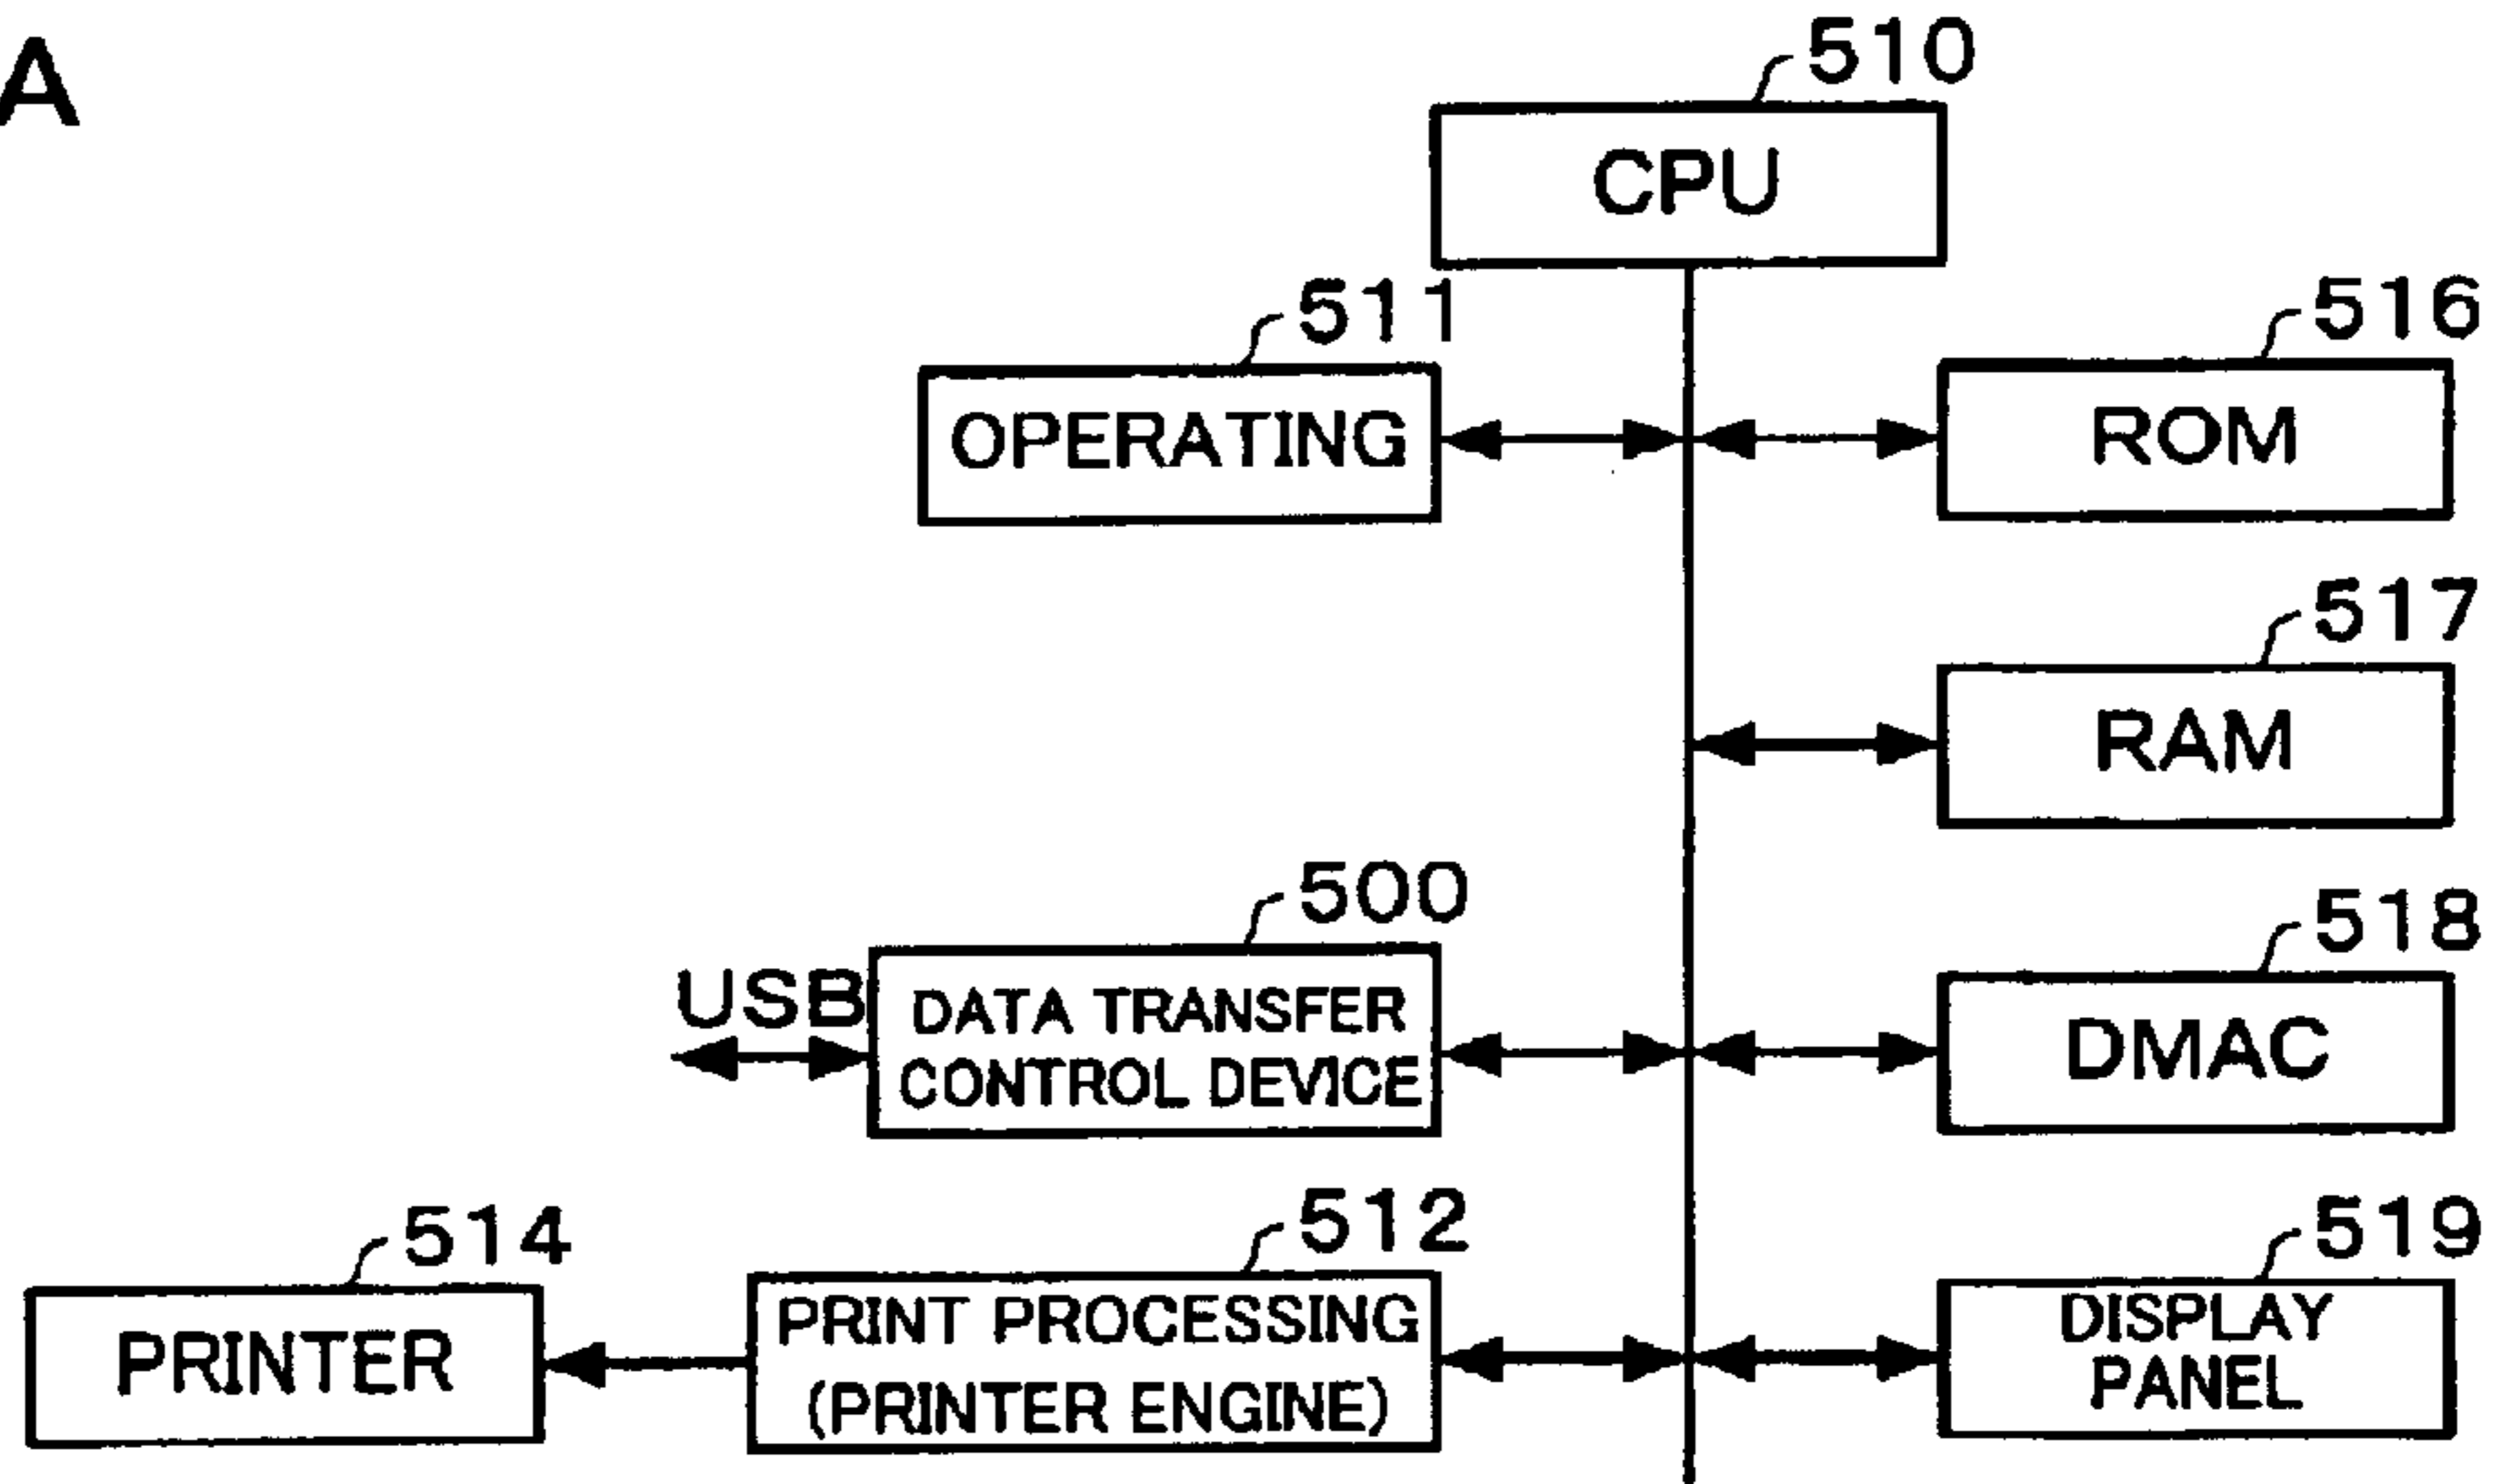 A
510
CPU
511
OPERATING
516
ROM
517
RAM
500
USB
DATA TRANSFER
CONTROL DEVICE
518
DMAC
514
PRINTER
512
PRINT PROCESSING
(PRINTER ENGINE)
519
DISPLAY
PANEL